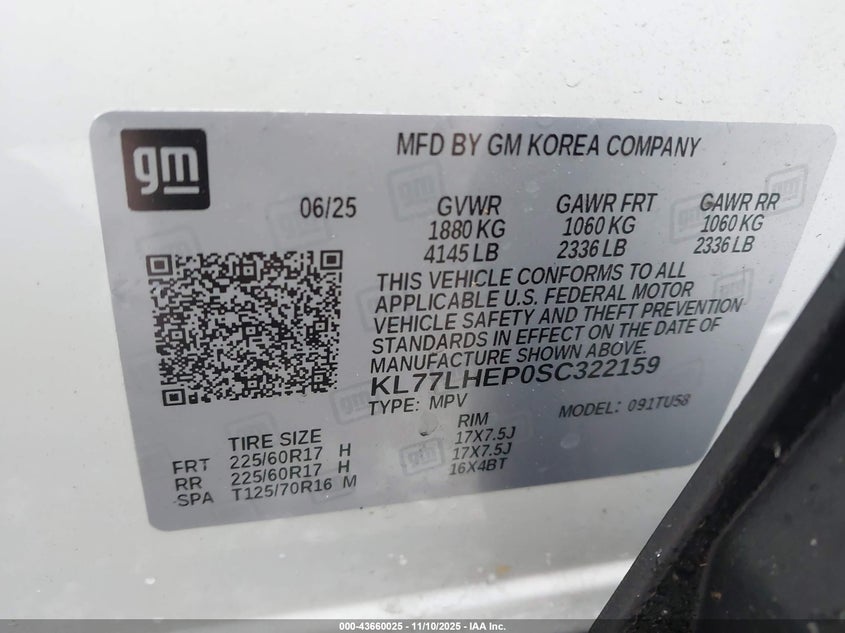 gm
MFD BY GM KOREA COMPANY
06/25 GVWR GAWR FRT GAWR RR
1880 KG 1060 KG 1060 KG
4145 LB 2336 LB 2336 LB
THIS VEHICLE CONFORMS TO ALL
APPLICABLE U.S. FEDERAL MOTOR
VEHICLE SAFETY AND THEFT PREVENTION
STANDARDS IN EFFECT ON THE DATE OF
MANUFACTURE SHOWN ABOVE.
KL77LHEP0SC322159
TYPE: MPV MODEL: 091TU58
TIRE SIZE RIM
FRT 225/60R17 H 17X7.5J
RR 225/60R17 H 17X7.5J
SPA T125/70R16 M 16X4BT
000-43660025 - 11/10/2025 - IAA Inc.